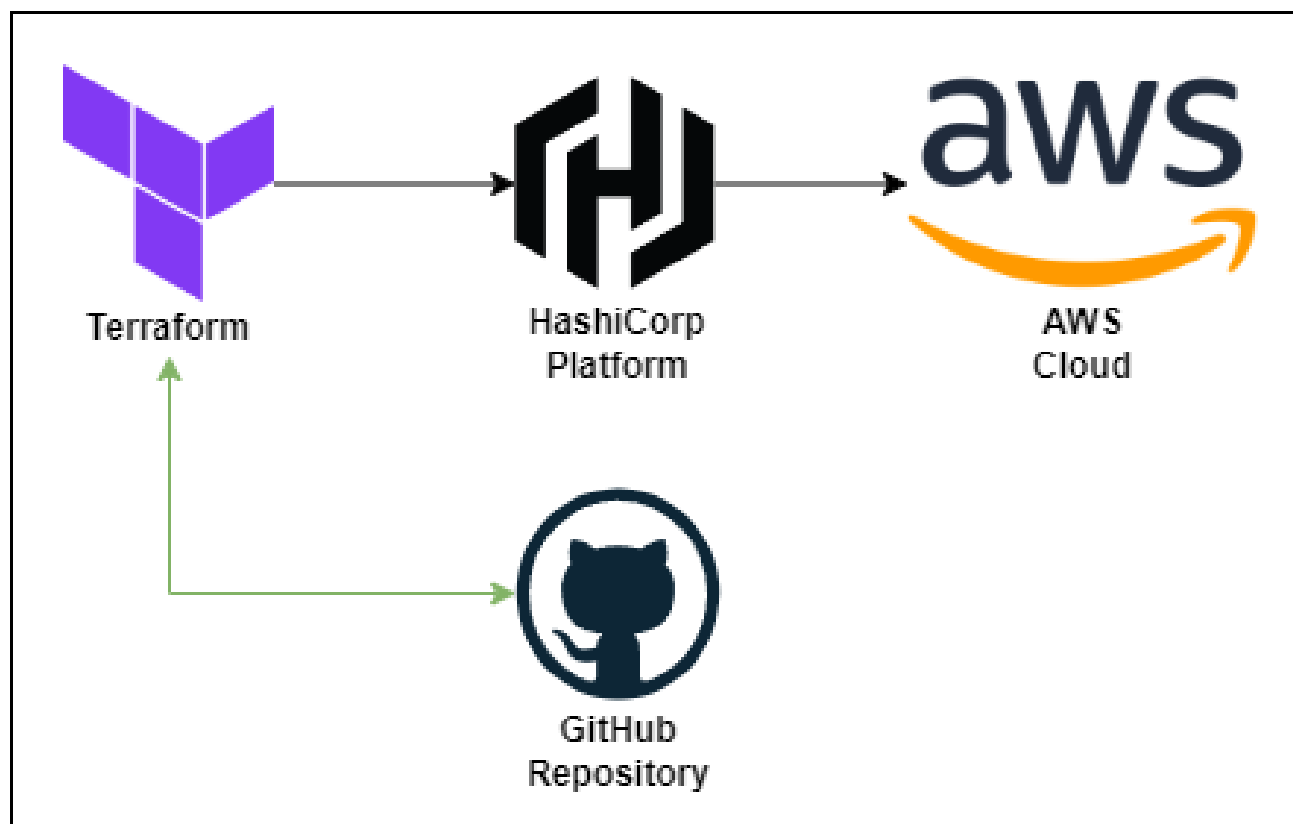 aws
Terraform
HashiCorp
Platform
AWS
Cloud
GitHub
Repository